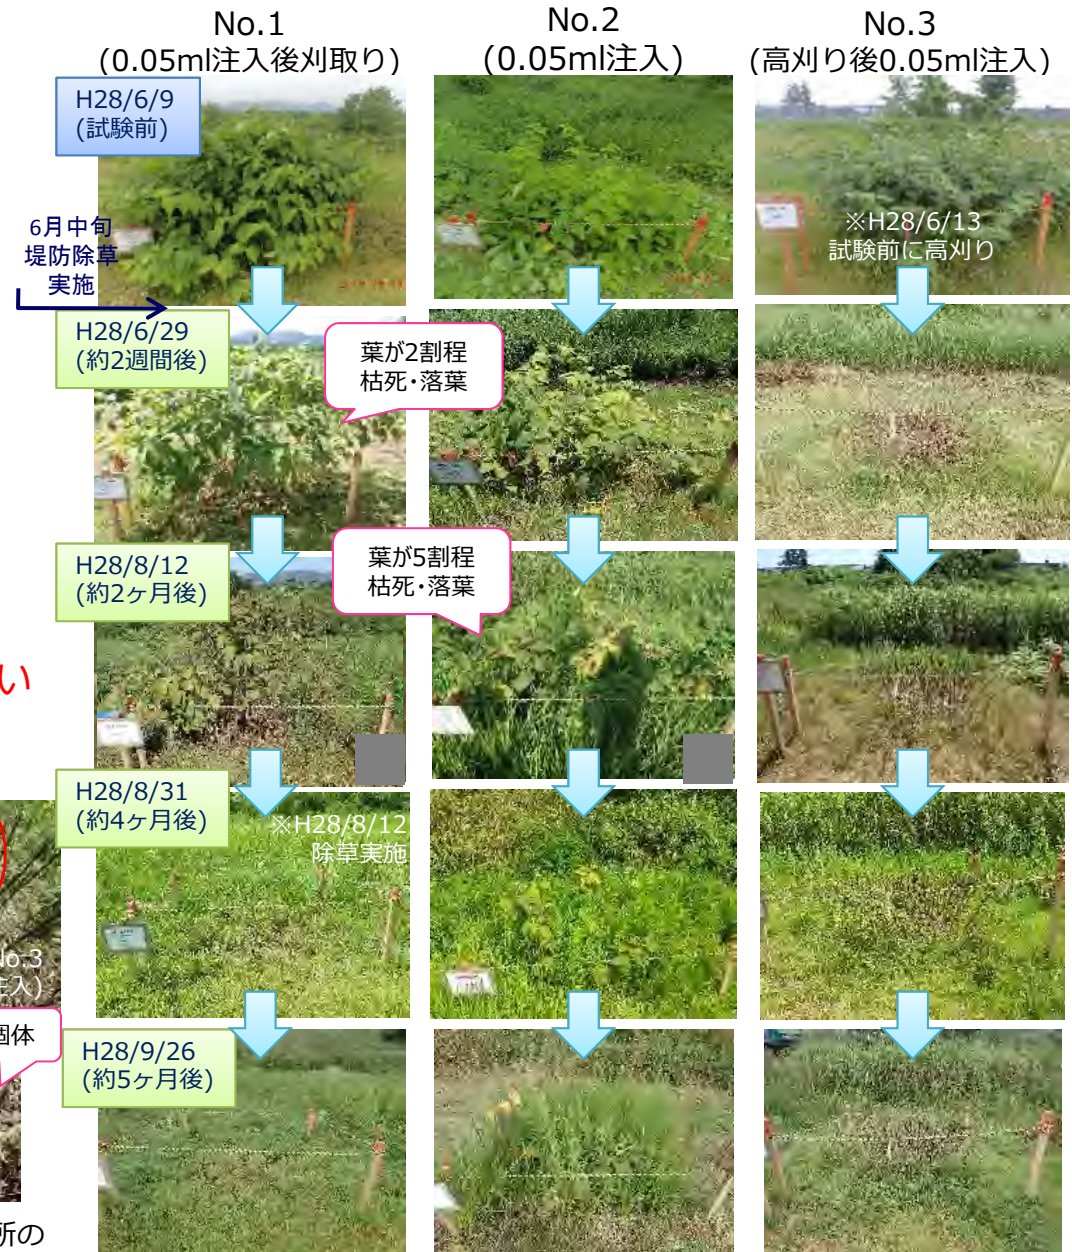 No.1
(0.05ml注入後刈取り)
No.2
(0.05ml注入)
No.3
(高刈り後0.05ml注入)
H28/6/9
(試験前)
※H28/6/13
試験前に高刈り
6月中旬
堤防除草
実施
H28/6/29
(約2週間後)
葉が2割程
枯死・落葉
H28/8/12
(約2ヶ月後)
葉が5割程
枯死・落葉
い
H28/8/31
(約4ヶ月後)
※H28/8/12
除草実施
No.3
注入)
個体
H28/9/26
(約5ヶ月後)
所の